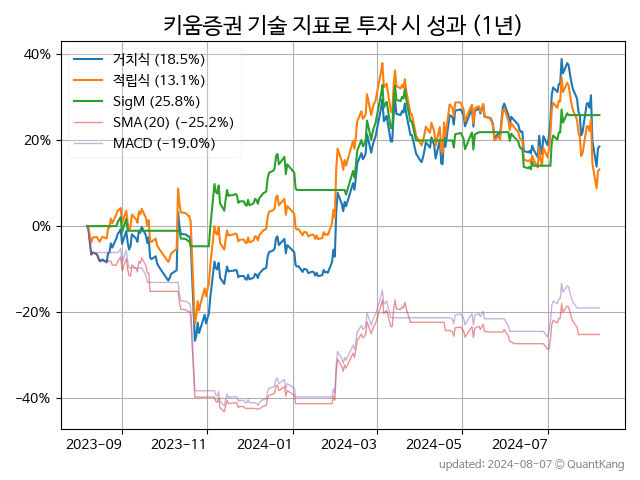 키움증권 기술 지표로 투자 시 성과 (1년)
40%
20%
0%
−20%
−40%
거치식 (18.5%)
적립식 (13.1%)
SigM (25.8%)
SMA(20) (−25.2%)
MACD (−19.0%)
2023-09
2023-11
2024-01
2024-03
2024-05
2024-07
updated: 2024-08-07 © QuantKang